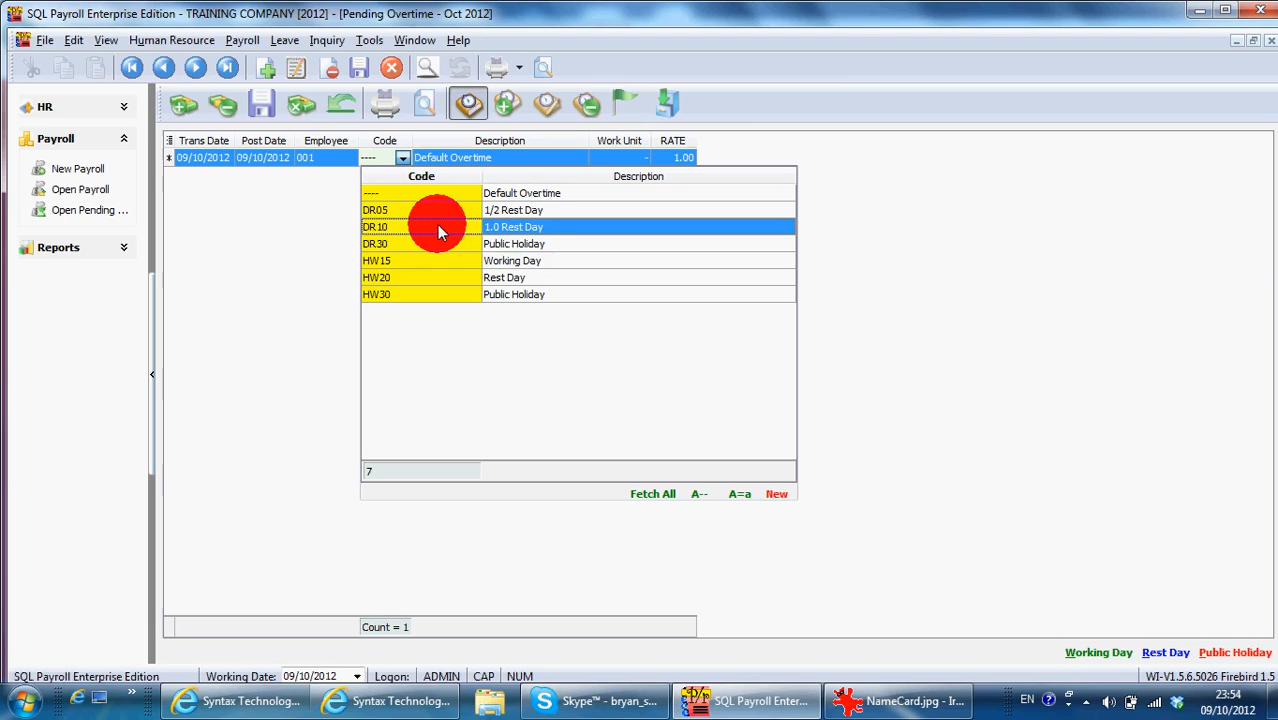 SQL Payroll Enterprise Edition - TRAINING COMPANY [2012] - [Pending Overtime - Oct 2012]
File Edit View Human Resource Payroll Leave Inquiry Tools Window Help
HR
Payroll
New Payroll
Open Payroll
Open Pending ...
Reports
Trans Date Post Date Employee Code Description Work Unit RATE
09/10/2012 09/10/2012 001 ---- Default Overtime - 1.00
Code Description
---- Default Overtime
DR05 1/2 Rest Day
DR10 1.0 Rest Day
DR30 Public Holiday
HW15 Working Day
HW20 Rest Day
HW30 Public Holiday
7
Fetch All A-- A=a New
Count = 1
Working Day Rest Day Public Holiday
SQL Payroll Enterprise Edition Working Date: 09/10/2012 Logon: ADMIN CAP NUM WI-V1.5.6.5026 Firebird 1.5
Syntax Technolog... Syntax Technolog... Skype™ - bryan_s... SQL Payroll Enter... NameCard.jpg - Ir... EN 23:54
09/10/2012